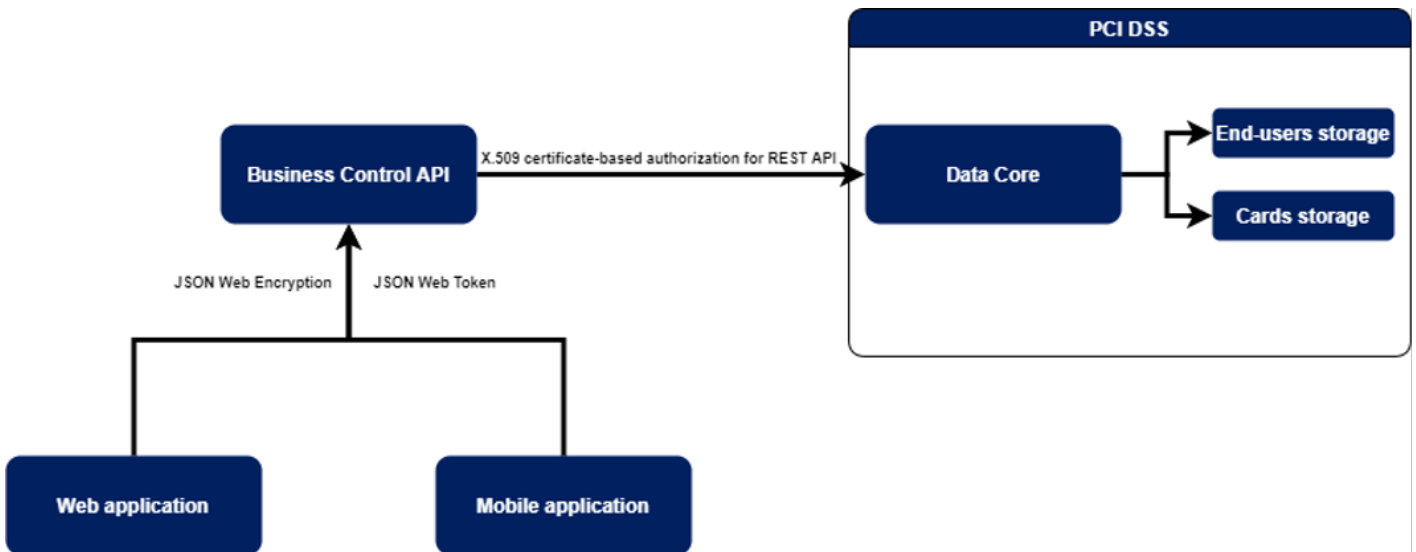 PCI DSS
End-users storage
Business Control API
X.509 certificate-based authorization for REST API
Data Core
Cards storage
JSON Web Encryption
JSON Web Token
Web application
Mobile application